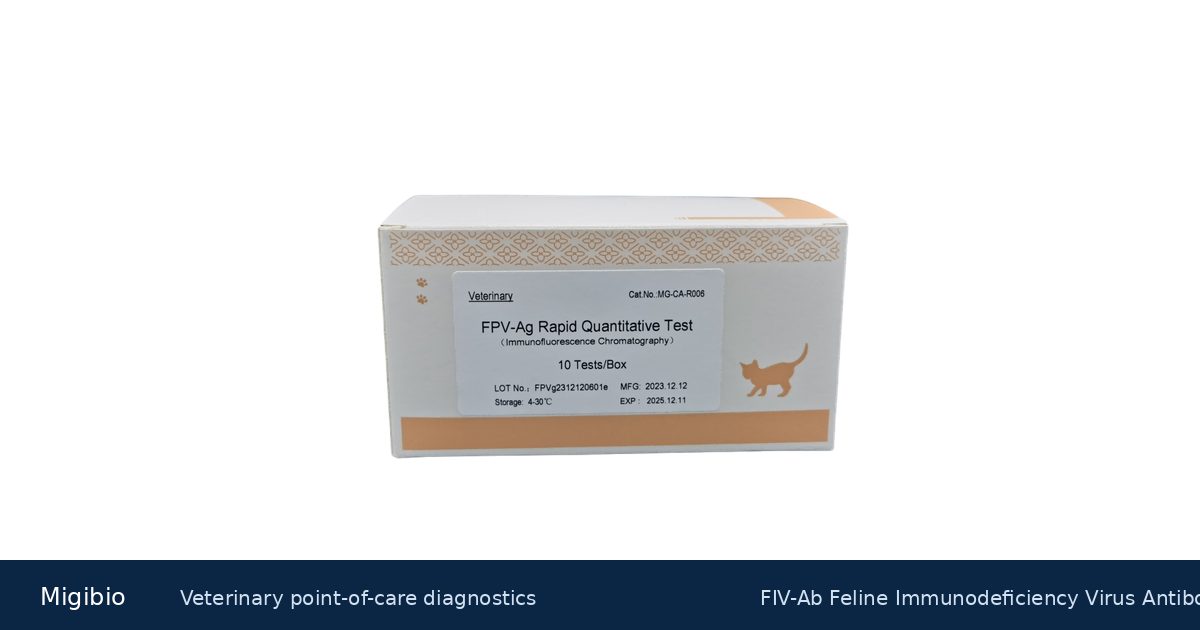 Veterinary
Cat.No.:MG-CA-R006
FPV-Ag Rapid Quantitative Test
（Immunofluorescence Chromatography）
10 Tests/Box
LOT No.： FPVg2312120601e MFG: 2023.12.12
Storage: 4-30℃ EXP : 2025.12.11
Migibio Veterinary point-of-care diagnostics FIV-Ab Feline Immunodeficiency Virus Antibo